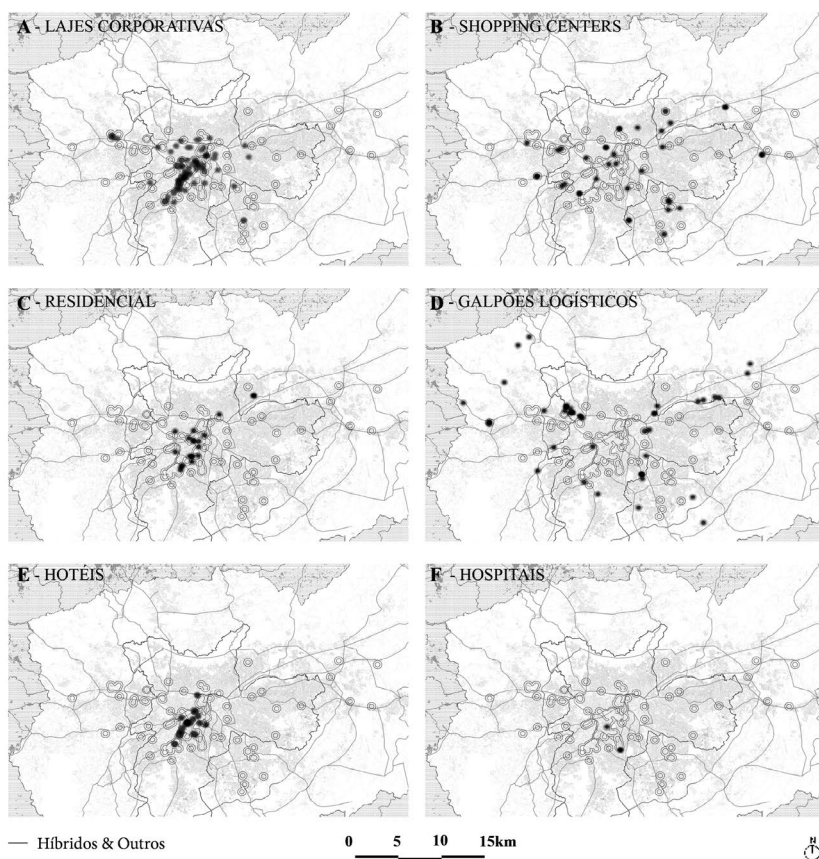 A - LAJES CORPORATIVAS
B - SHOPPING CENTERS
C - RESIDENCIAL
D - GALPÕES LOGÍSTICOS
E - HOTÉIS
F - HOSPITAIS
Híbridos & Outros
0 5 10 15km
N